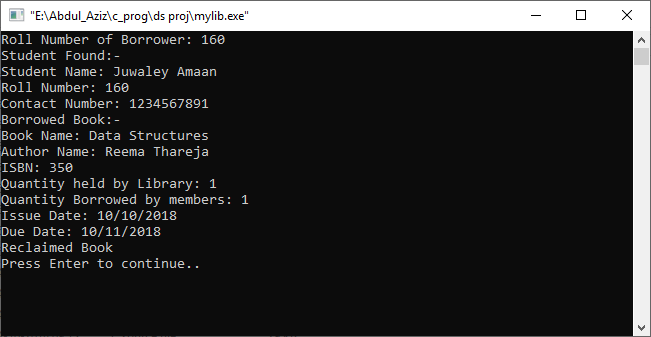 "E:\Abdul_Aziz\c_prog\ds proj\mylib.exe"
Roll Number of Borrower: 160
Student Found:-
Student Name: Juwaley Amaan
Roll Number: 160
Contact Number: 1234567891
Borrowed Book:-
Book Name: Data Structures
Author Name: Reema Thareja
ISBN: 350
Quantity held by Library: 1
Quantity Borrowed by members: 1
Issue Date: 10/10/2018
Due Date: 10/11/2018
Reclaimed Book
Press Enter to continue..